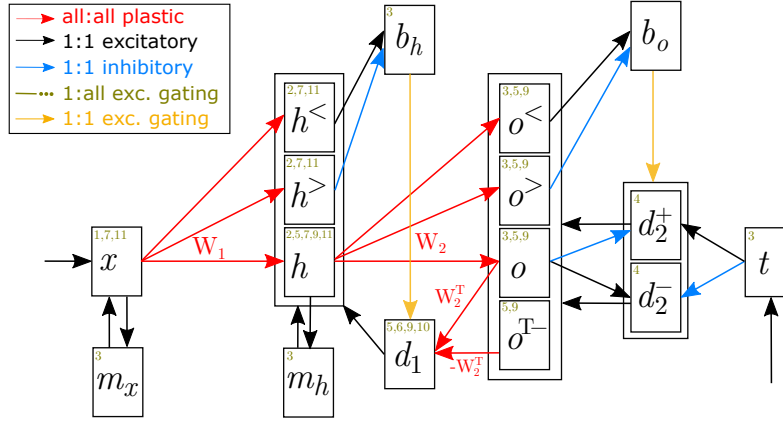 all:all plastic
1:1 excitatory
1:1 inhibitory
1:all exc. gating
1:1 exc. gating
3
b_h
b_o
2,7,11
h^<
2,7,11
h^>
2,5,7,9,11
h
3,5,9
o^<
3,5,9
o^>
3,5,9
o
5,9
o^{T-}
4
d_2^+
4
d_2^-
3
t
1,7,11
x
W_1
W_2
W_2^T
-W_2^T
3
m_x
3
m_h
5,6,9,10
d_1